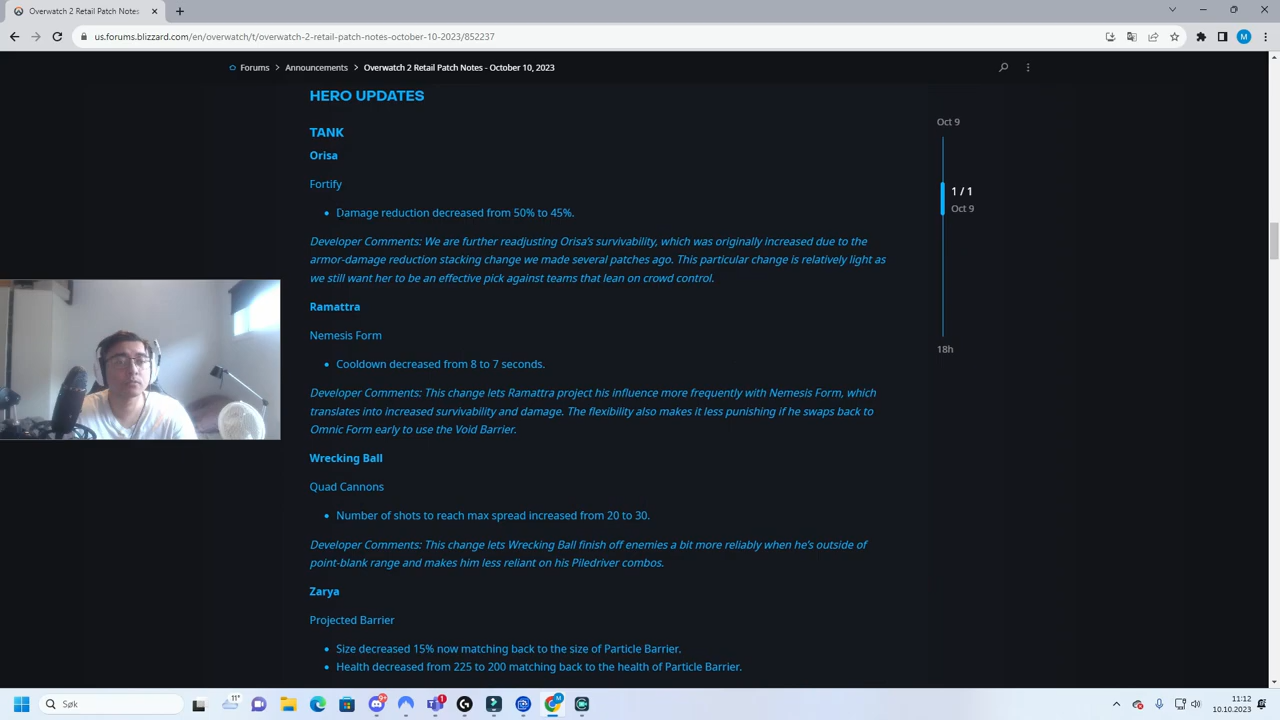 Overwatch 2 Retail Patch Notes
us.forums.blizzard.com/en/overwatch/t/overwatch-2-retail-patch-notes-october-10-2023/852237
M
Forums > Announcements > Overwatch 2 Retail Patch Notes - October 10, 2023
HERO UPDATES
TANK
Orisa
Fortify
Damage reduction decreased from 50% to 45%.
Developer Comments: We are further readjusting Orisa's survivability, which was originally increased due to the
armor-damage reduction stacking change we made several patches ago. This particular change is relatively light as
we still want her to be an effective pick against teams that lean on crowd control.
Ramattra
Nemesis Form
Cooldown decreased from 8 to 7 seconds.
Developer Comments: This change lets Ramattra project his influence more frequently with Nemesis Form, which
translates into increased survivability and damage. The flexibility also makes it less punishing if he swaps back to
Omnic Form early to use the Void Barrier.
Wrecking Ball
Quad Cannons
Number of shots to reach max spread increased from 20 to 30.
Developer Comments: This change lets Wrecking Ball finish off enemies a bit more reliably when he's outside of
point-blank range and makes him less reliant on his Piledriver combos.
Zarya
Projected Barrier
Size decreased 15% now matching back to the size of Particle Barrier.
Health decreased from 225 to 200 matching back to the health of Particle Barrier.
Oct 9
1 / 1
Oct 9
18h
Søk
11°
9+
1
M
11:12
10.10.2023